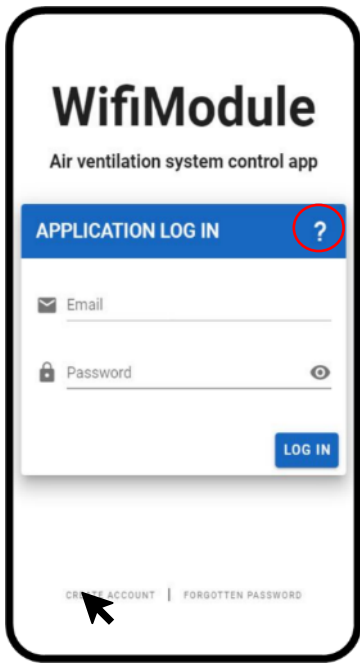 WifiModule
Air ventilation system control app
APPLICATION LOG IN ?
Email
Password
LOG IN
CREATE ACCOUNT | FORGOTTEN PASSWORD